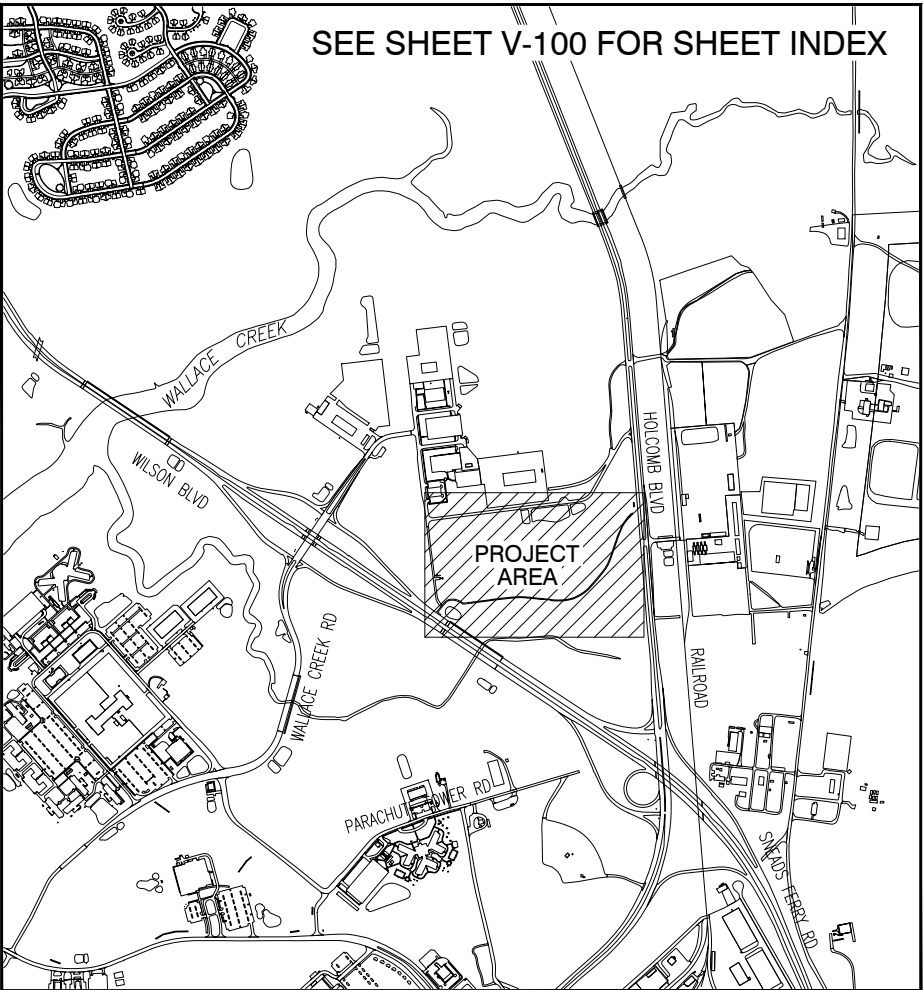 SEE SHEET V-100 FOR SHEET INDEX
WALLACE CREEK
WILSON BLVD
HOLCOMB BLVD
PROJECT
AREA
WALLACE CREEK RD
RAILROAD
PARACHUTE TOWER RD
SNEADS FERRY RD